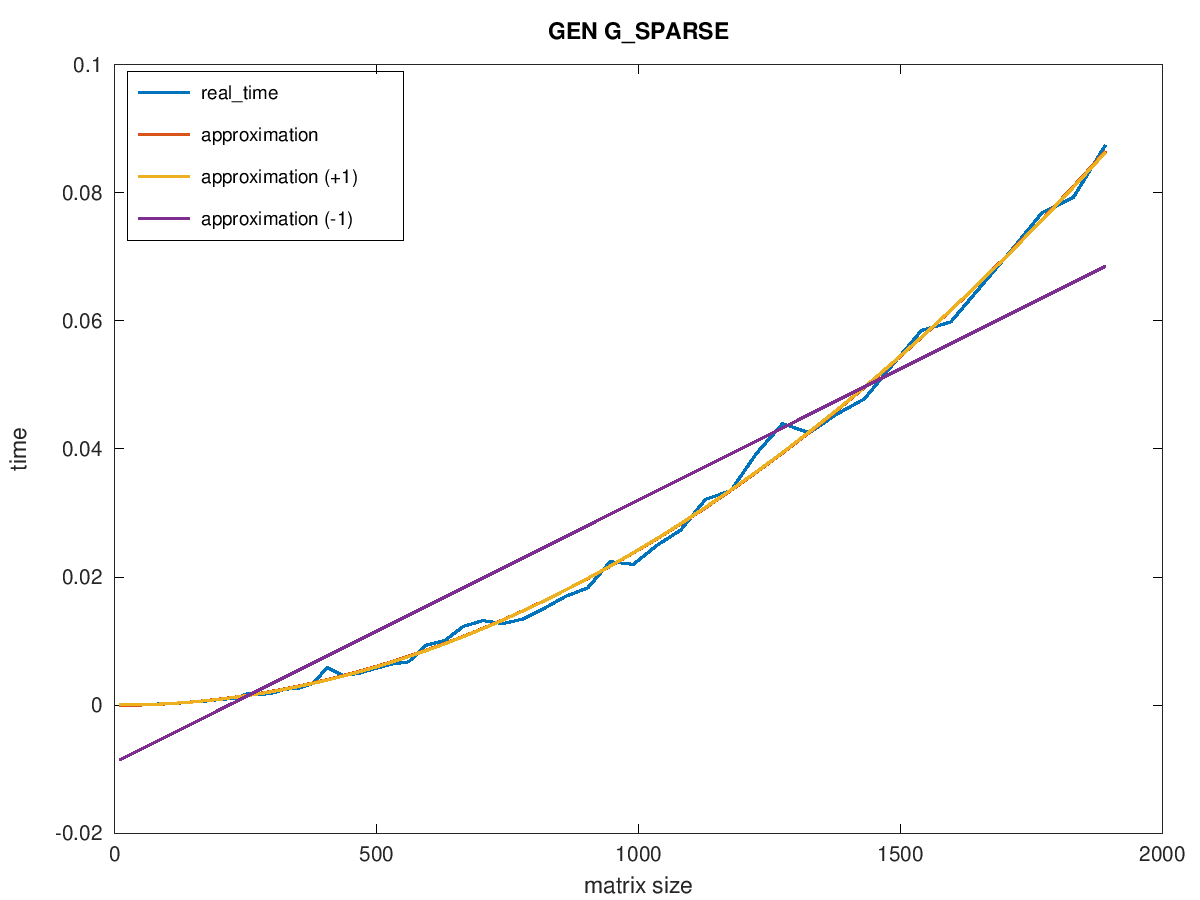 GEN G_SPARSE
real_time
approximation
approximation (+1)
approximation (-1)
0.1
0.08
0.06
0.04
0.02
0
-0.02
time
0 500 1000 1500 2000
matrix size